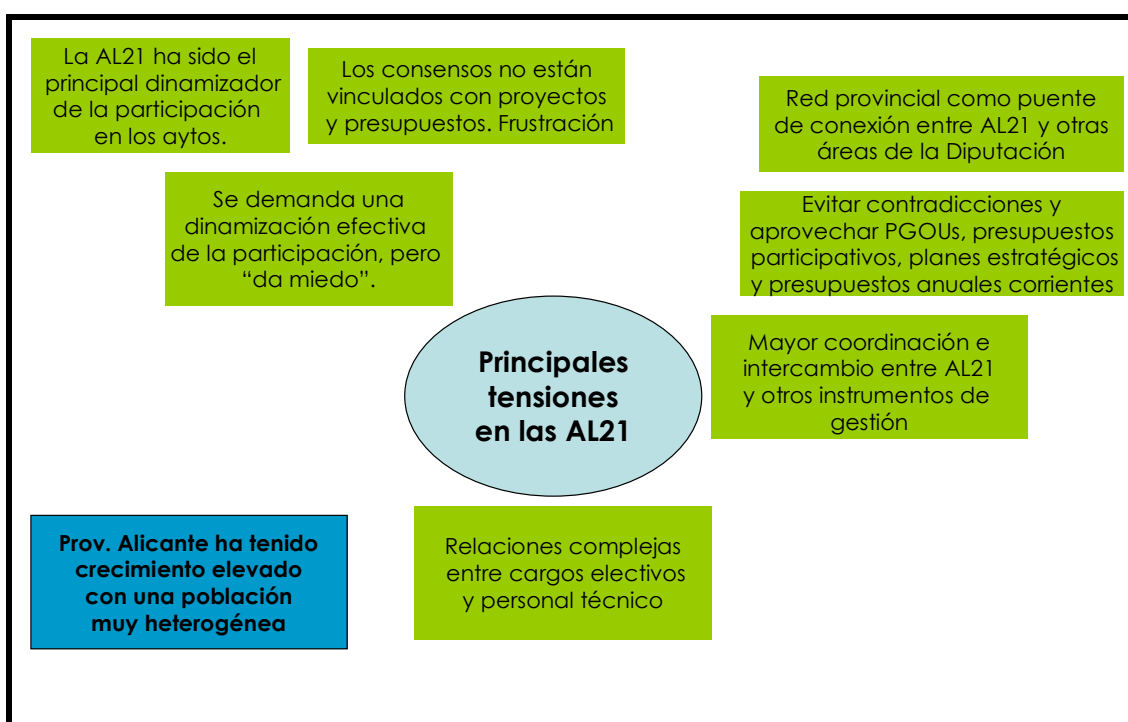 La AL21 ha sido el
principal dinamizador
de la participación
en los aytos.
Los consensos no están
vinculados con proyectos
y presupuestos. Frustración
Red provincial como puente
de conexión entre AL21 y otras
áreas de la Diputación
Se demanda una
dinamización efectiva
de la participación, pero
“da miedo”.
Evitar contradicciones y
aprovechar PGOUs, presupuestos
participativos, planes estratégicos
y presupuestos anuales corrientes
Principales
tensiones
en las AL21
Mayor coordinación e
intercambio entre AL21
y otros instrumentos de
gestión
Prov. Alicante ha tenido
crecimiento elevado
con una población
muy heterogénea
Relaciones complejas
entre cargos electivos
y personal técnico